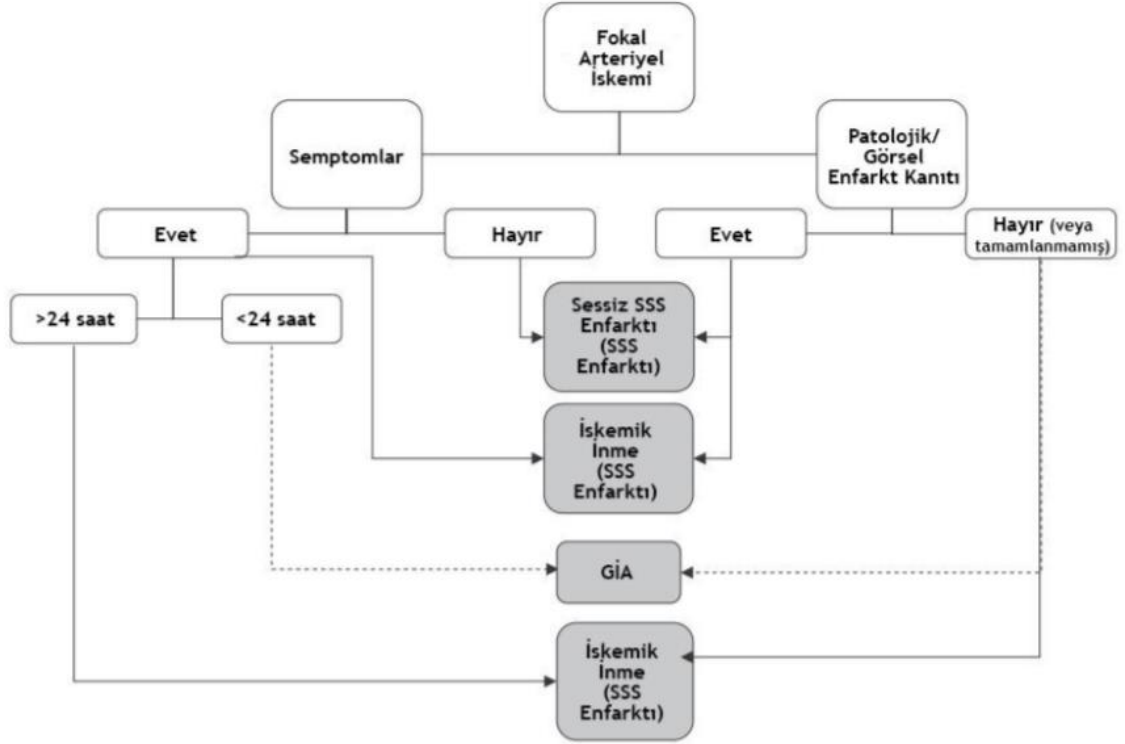 Fokal
Arteriyel
İskemi
Semptomlar
Patolojik/
Görsel
Enfarkt Kanıtı
Evet
Hayır
Evet
Hayır (veya
tamamlanmamış)
>24 saat
<24 saat
Sessiz SSS
Enfarktı
(SSS
Enfarktı)
İskemik
İnme
(SSS
Enfarktı)
GİA
İskemik
İnme
(SSS
Enfarktı)